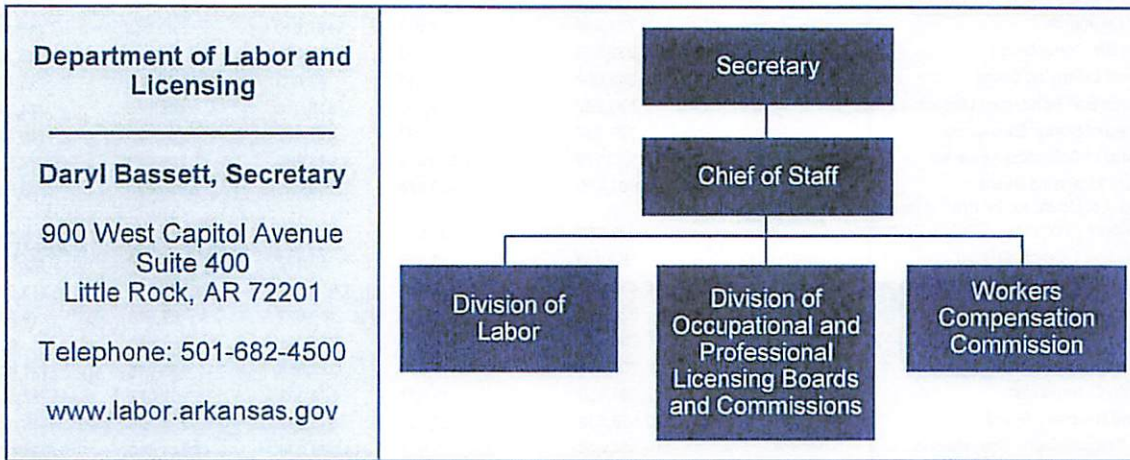 Department of Labor and
Licensing
Daryl Bassett, Secretary
900 West Capitol Avenue
Suite 400
Little Rock, AR 72201
Telephone: 501-682-4500
www.labor.arkansas.gov
Secretary
Chief of Staff
Division of
Labor
Division of
Occupational and
Professional
Licensing Boards
and Commissions
Workers
Compensation
Commission